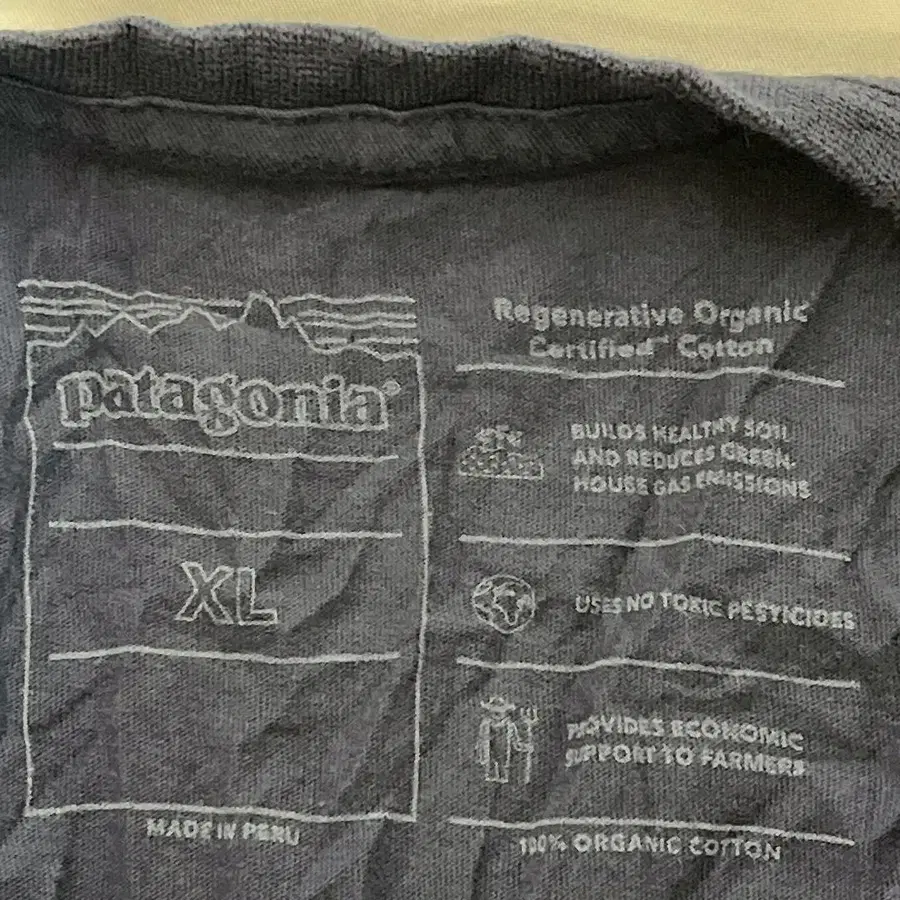 patagonia®
XL
MADE IN PERU
Regenerative Organic
Certified™ Cotton
BUILDS HEALTHY SOIL
AND REDUCES GREEN-
HOUSE GAS EMISSIONS
USES NO TOXIC PESTICIDES
PROVIDES ECONOMIC
SUPPORT TO FARMERS
100% ORGANIC COTTON